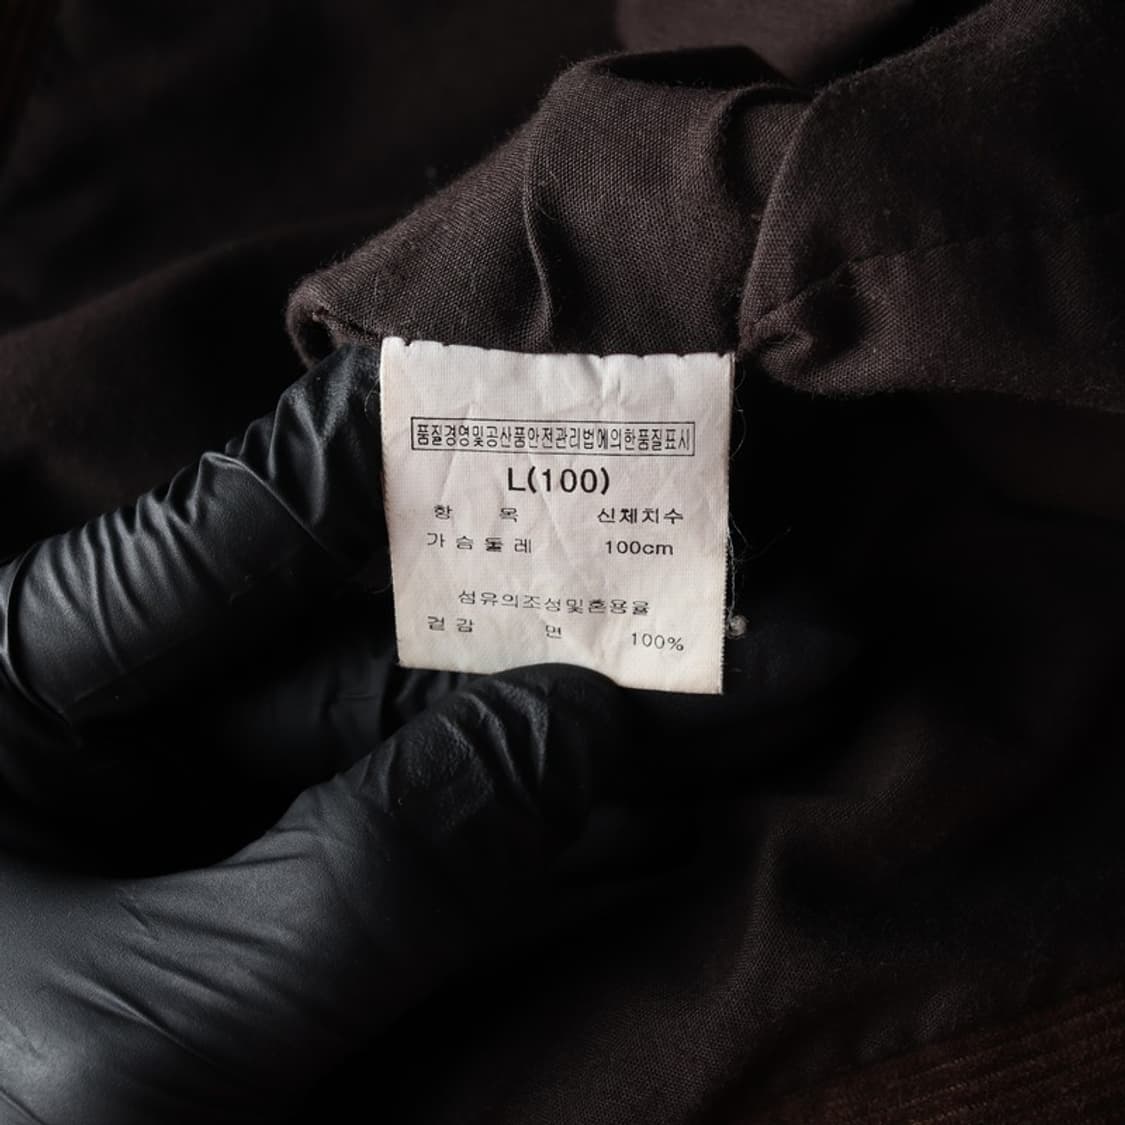 품질경영및공산품안전관리법에의한품질표시
L(100)
항 목 신체치수
가슴둘레 100cm
섬유의조성및혼용율
겉감 면 100%